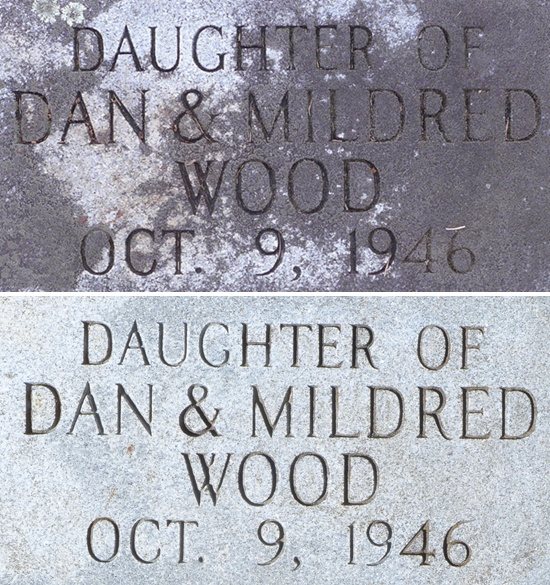 DAUGHTER OF
DAN & MILDRED
WOOD
OCT. 9, 1946
DAUGHTER OF
DAN & MILDRED
WOOD
OCT. 9, 1946